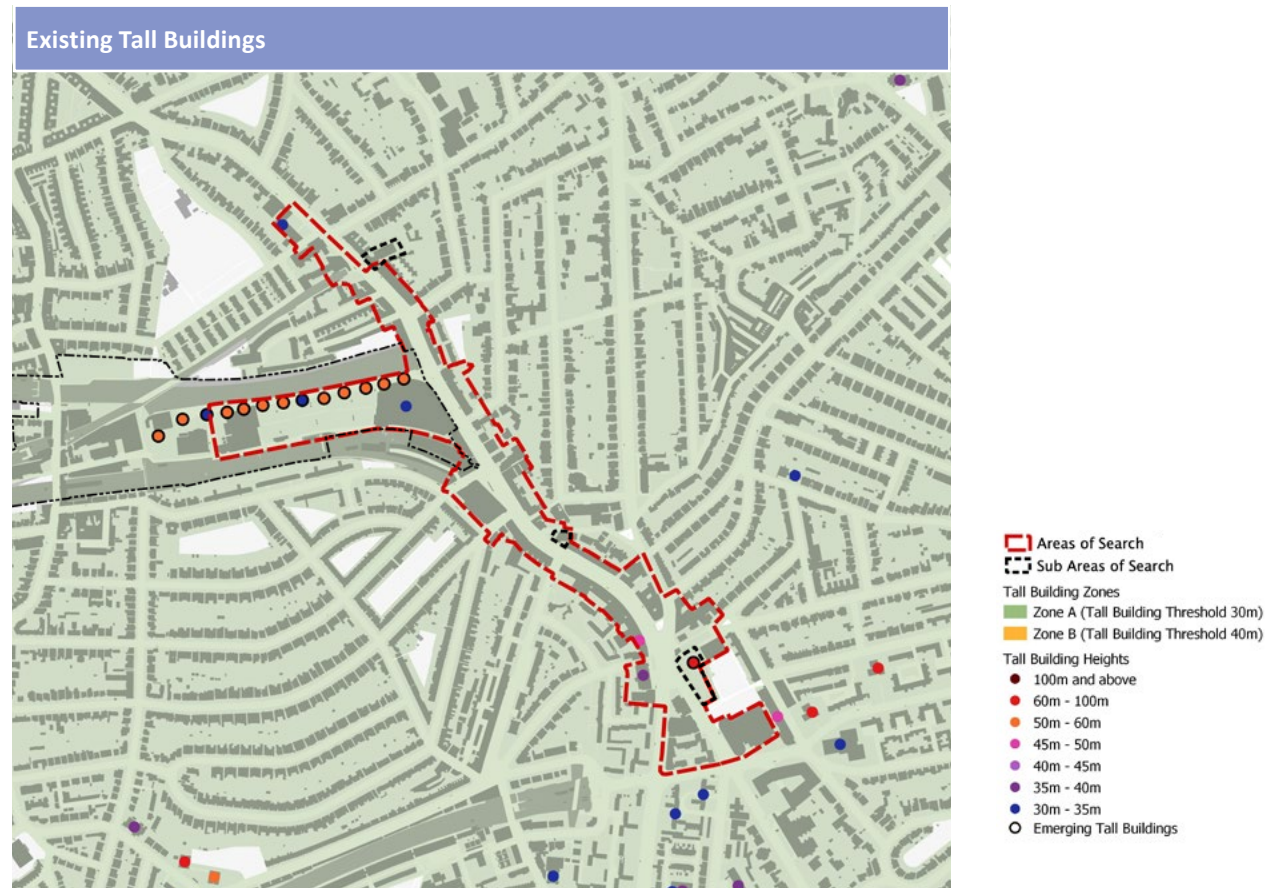 Existing Tall Buildings
Areas of Search
Sub Areas of Search
Tall Building Zones
Zone A (Tall Building Threshold 30m)
Zone B (Tall Building Threshold 40m)
Tall Building Heights
100m and above
60m - 100m
50m - 60m
45m - 50m
40m - 45m
35m - 40m
30m - 35m
Emerging Tall Buildings